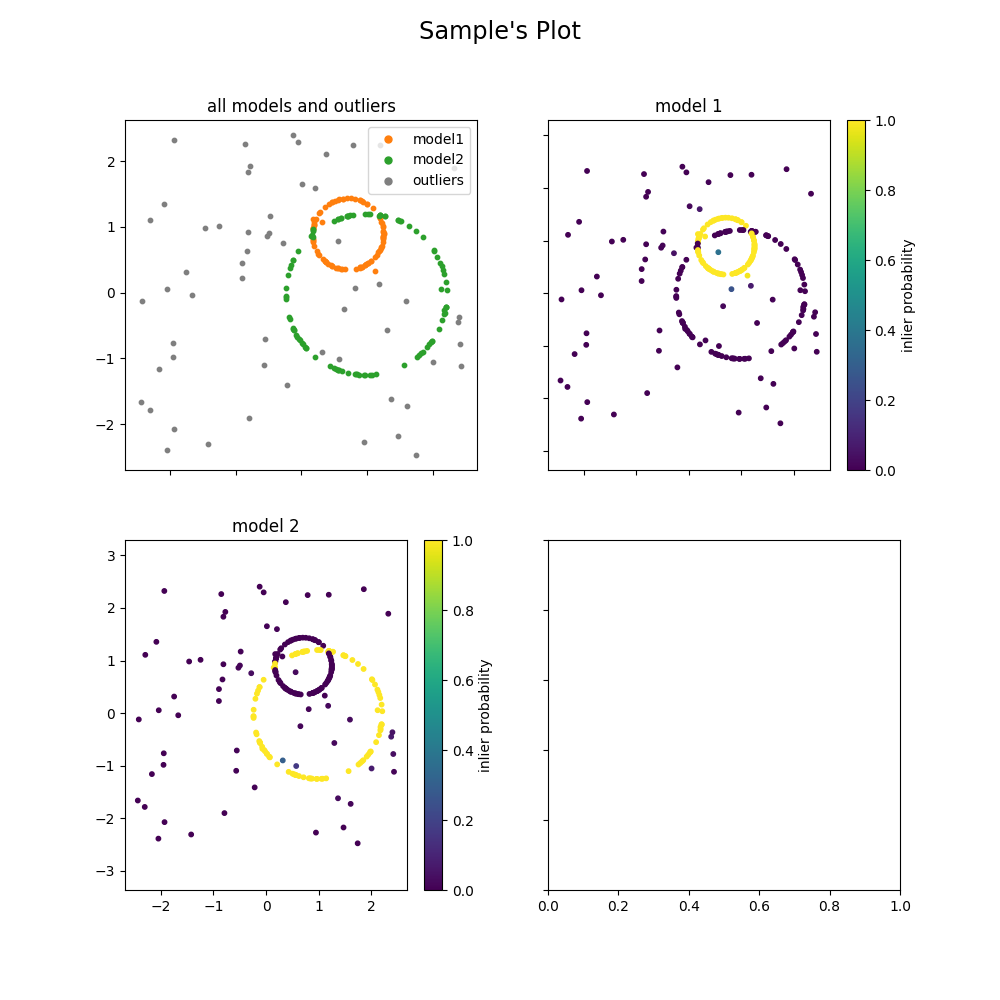 Sample's Plot
all models and outliers
model1
model2
outliers
2
1
0
−1
−2
model 1
1.0
0.8
0.6
0.4
0.2
0.0
inlier probability
model 2
3
2
1
0
−1
−2
−3
−2 −1 0 1 2
1.0
0.8
0.6
0.4
0.2
0.0
inlier probability
0.0 0.2 0.4 0.6 0.8 1.0